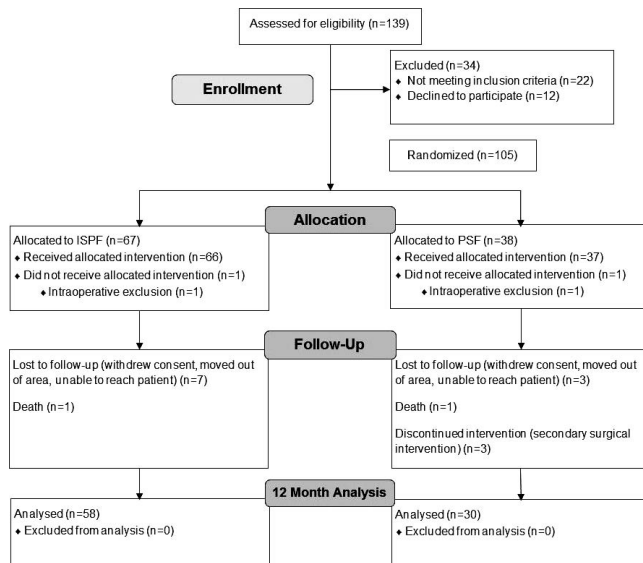 Assessed for eligibility (n=139)
Excluded (n=34)
♦ Not meeting inclusion criteria (n=22)
♦ Declined to participate (n=12)
Enrollment
Randomized (n=105)
Allocation
Allocated to ISPF (n=67)
♦ Received allocated intervention (n=66)
♦ Did not receive allocated intervention (n=1)
♦ Intraoperative exclusion (n=1)
Allocated to PSF (n=38)
♦ Received allocated intervention (n=37)
♦ Did not receive allocated intervention (n=1)
♦ Intraoperative exclusion (n=1)
Follow-Up
Lost to follow-up (withdrew consent, moved out
of area, unable to reach patient) (n=7)
Death (n=1)
Lost to follow-up (withdrew consent, moved out
of area, unable to reach patient) (n=3)
Death (n=1)
Discontinued intervention (secondary surgical
intervention) (n=3)
12 Month Analysis
Analysed (n=58)
♦ Excluded from analysis (n=0)
Analysed (n=30)
♦ Excluded from analysis (n=0)